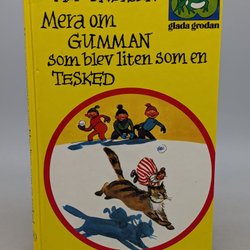 Mera om
GUMMAN
som blev liten som en
TESKED
glada grodan